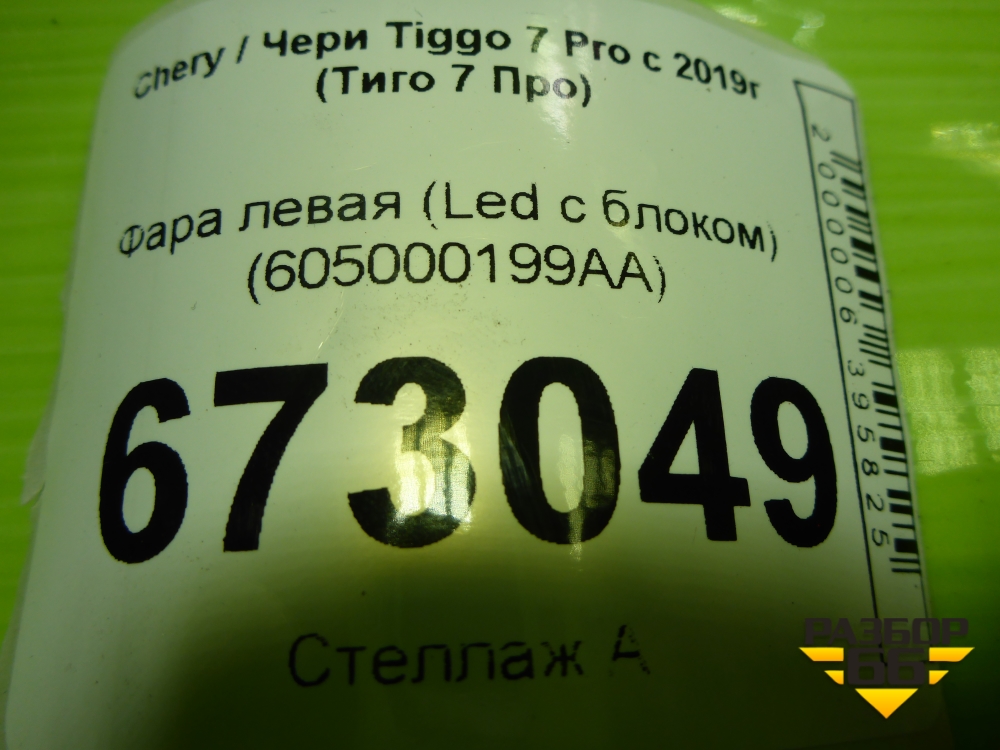 Chery / Чери Tiggo 7 Pro с 2019г
(Тиго 7 Про)
Фара левая (Led с блоком)
(605000199AA)
673049
Стеллаж А
2000006395825
РАЗБОР
66